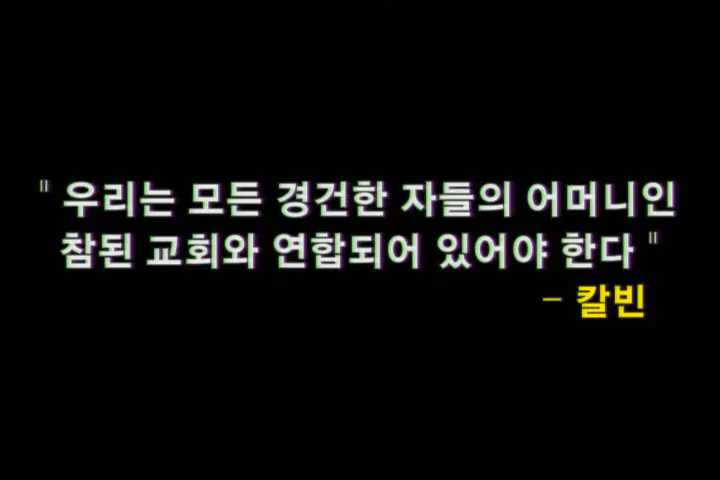 " 우리는 모든 경건한 자들의 어머니인
참된 교회와 연합되어 있어야 한다 "
- 칼빈